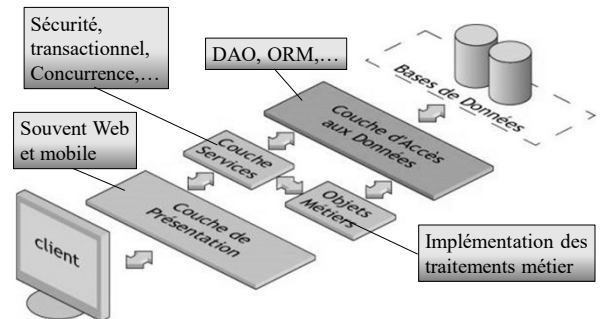 Sécurité,
transactionnel,
Concurrence,…
DAO, ORM,…
Bases de Données
Souvent Web
et mobile
Couche
Services
Couche d'Accès
aux Données
Couche de
Présentation
Objets
Métiers
client
Implémentation des
traitements métier